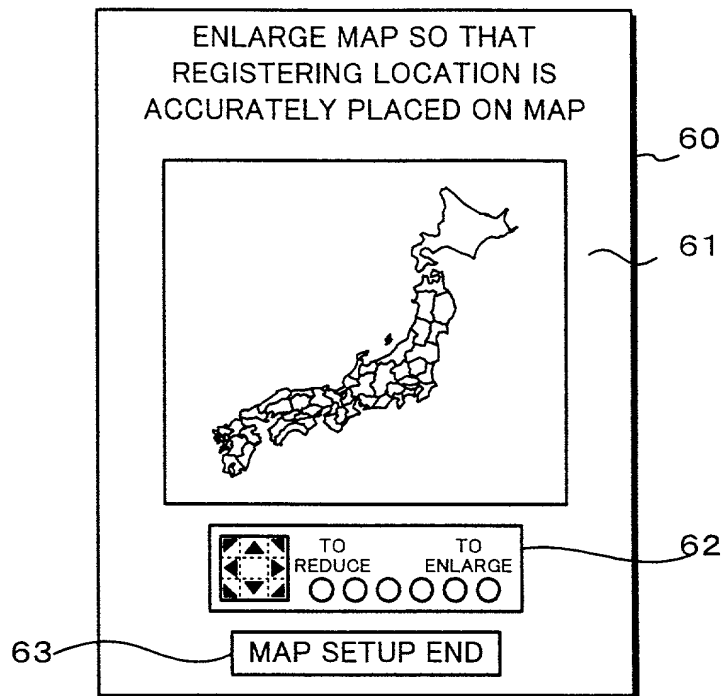 ENLARGE MAP SO THAT
REGISTERING LOCATION IS
ACCURATELY PLACED ON MAP
60
61
TO TO
REDUCE ENLARGE
62
63
MAP SETUP END